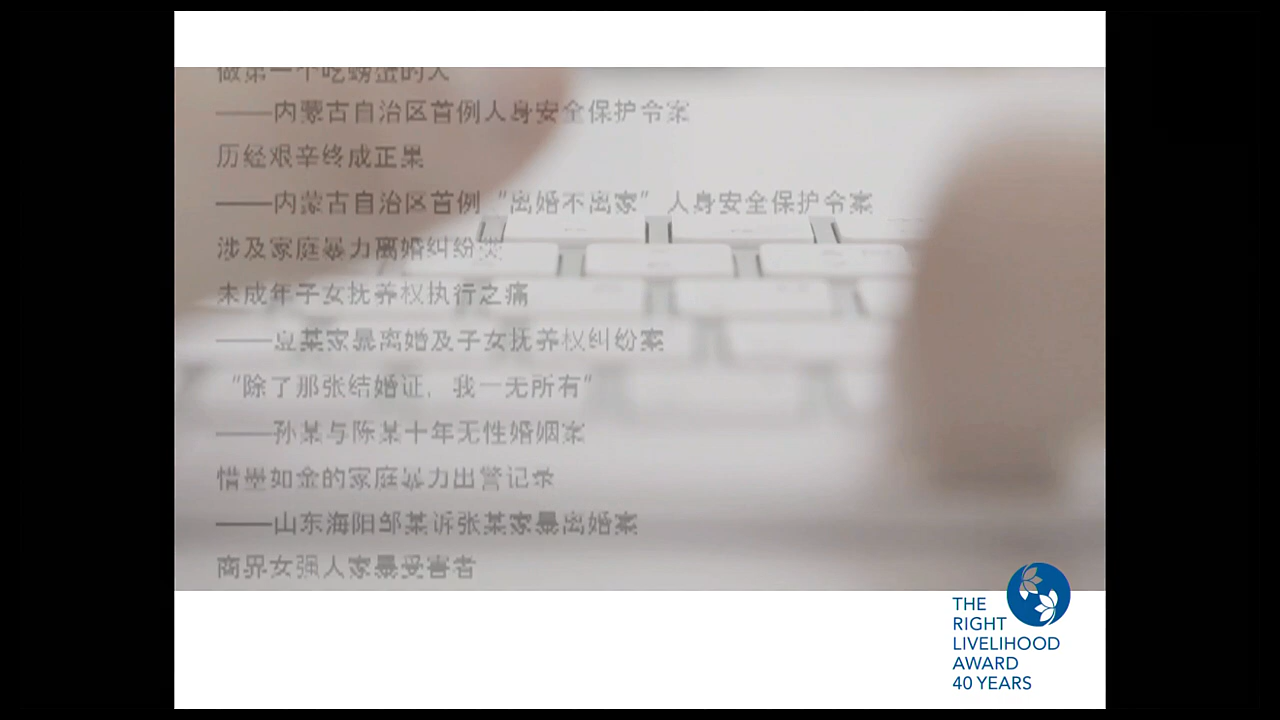 做第一个吃螃蟹的人
——内蒙古自治区首例人身安全保护令案
历经艰辛终成正果
——内蒙古自治区首例“离婚不离家”人身安全保护令案
涉及家庭暴力离婚纠纷类
未成年子女抚养权执行之痛
——夏某家暴离婚及子女抚养权纠纷案
“除了那张结婚证，我一无所有”
——孙某与陈某十年无性婚姻案
惜墨如金的家庭暴力出警记录
——山东海阳邹某诉张某家暴离婚案
商界女强人家暴受害者
THE
RIGHT
LIVELIHOOD
AWARD
40 YEARS